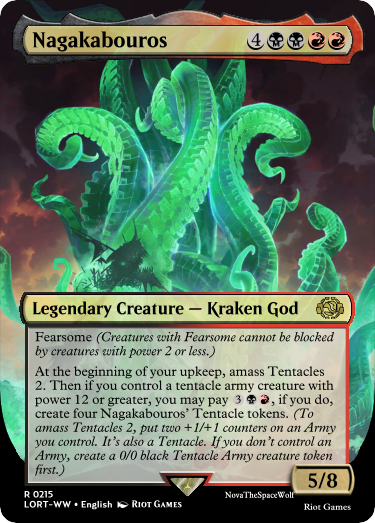 Nagakabouros 4
Legendary Creature — Kraken God
Fearsome (Creatures with Fearsome cannot be blocked
by creatures with power 2 or less.)
At the beginning of your upkeep, amass Tentacles
2. Then if you control a tentacle army creature with
power 12 or greater, you may pay 3 , if you do,
create four Nagakabouros' Tentacle tokens. (To
amass Tentacles 2, put two +1/+1 counters on an Army
you control. It's also a Tentacle. If you don't control an
Army, create a 0/0 black Tentacle Army creature token
first.)
5/8
R 0215
LORT-WW • English RIOT GAMES
NovaTheSpaceWolf
Riot Games